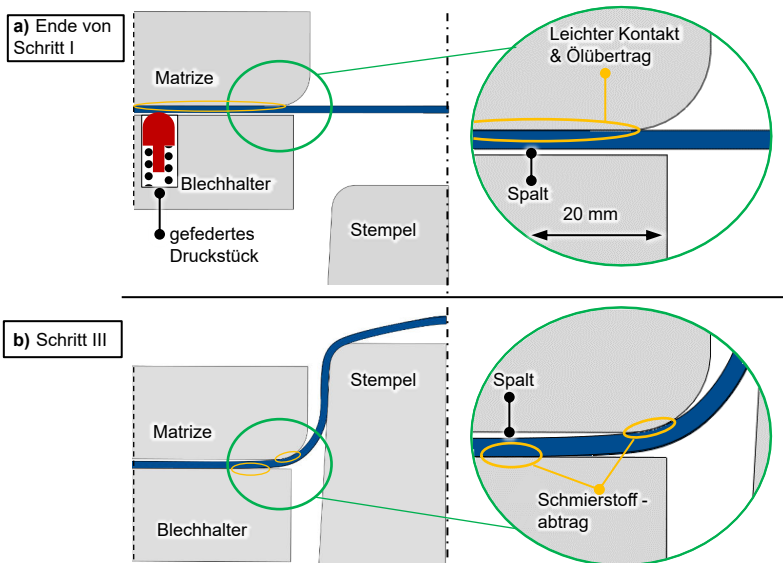 a) Ende von
Schritt I
Matrize
Blechhalter
gefedertes
Druckstück
Stempel
Leichter Kontakt
& Ölübertrag
Spalt
20 mm
b) Schritt III
Matrize
Blechhalter
Stempel
Spalt
Schmierstoff -
abtrag